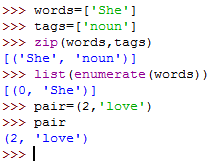 >>> words=['She']
>>> tags=['noun']
>>> zip(words,tags)
[('She', 'noun')]
>>> list(enumerate(words))
[(0, 'She')]
>>> pair=(2,'love')
>>> pair
(2, 'love')
>>>